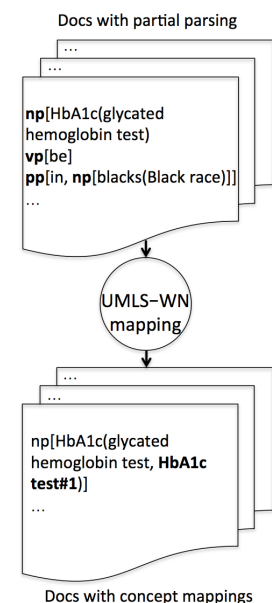 Docs with partial parsing
...
...
np[HbA1c(glycated
hemoglobin test)
vp[be]
pp[in, np[blacks(Black race)]]
...
UMLS–WN
mapping
...
...
np[HbA1c(glycated
hemoglobin test, HbA1c
test#1)]
...
Docs with concept mappings